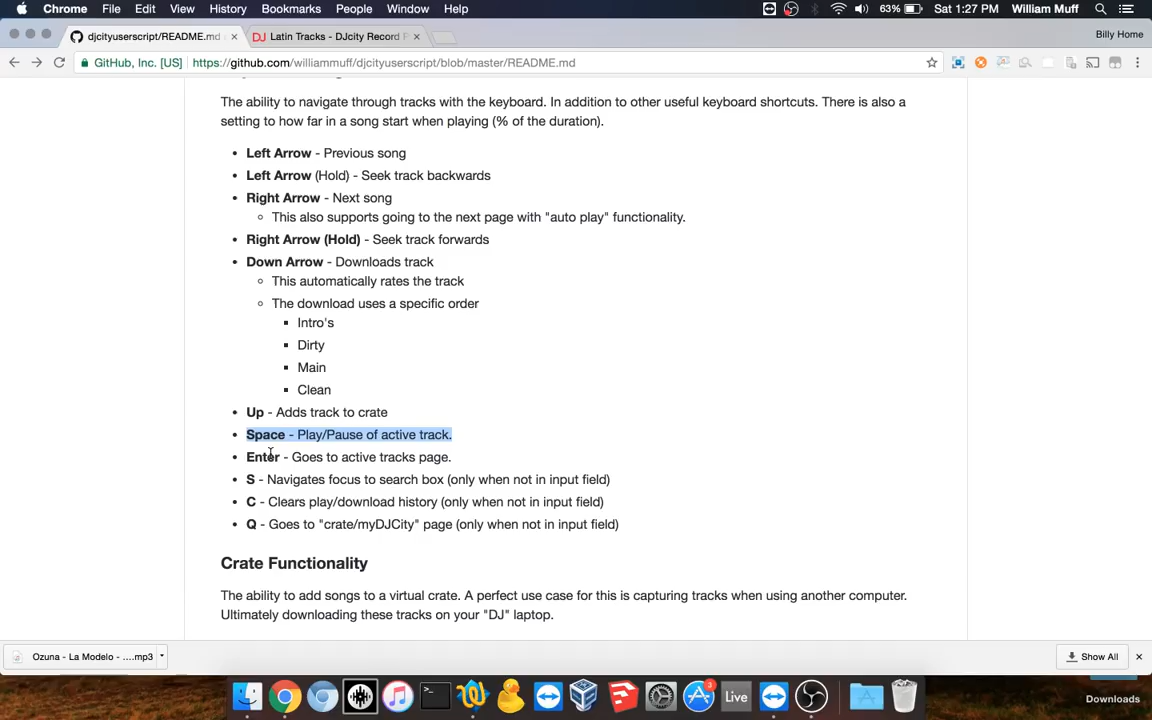 Chrome File Edit View History Bookmarks People Window Help 63% Sat 1:27 PM William Muff
djcityuserscript/README.md DJ Latin Tracks - DJcity Record P Billy Home
GitHub, Inc. [US] https://github.com/williammuff/djcityuserscript/blob/master/README.md
The ability to navigate through tracks with the keyboard. In addition to other useful keyboard shortcuts. There is also a
setting to how far in a song start when playing (% of the duration).
Left Arrow - Previous song
Left Arrow (Hold) - Seek track backwards
Right Arrow - Next song
This also supports going to the next page with "auto play" functionality.
Right Arrow (Hold) - Seek track forwards
Down Arrow - Downloads track
This automatically rates the track
The download uses a specific order
Intro's
Dirty
Main
Clean
Up - Adds track to crate
Space - Play/Pause of active track.
Enter - Goes to active tracks page.
S - Navigates focus to search box (only when not in input field)
C - Clears play/download history (only when not in input field)
Q - Goes to "crate/myDJCity" page (only when not in input field)
Crate Functionality
The ability to add songs to a virtual crate. A perfect use case for this is capturing tracks when using another computer.
Ultimately downloading these tracks on your "DJ" laptop.
Ozuna - La Modelo - ....mp3 Show All
3 Live
Downloads